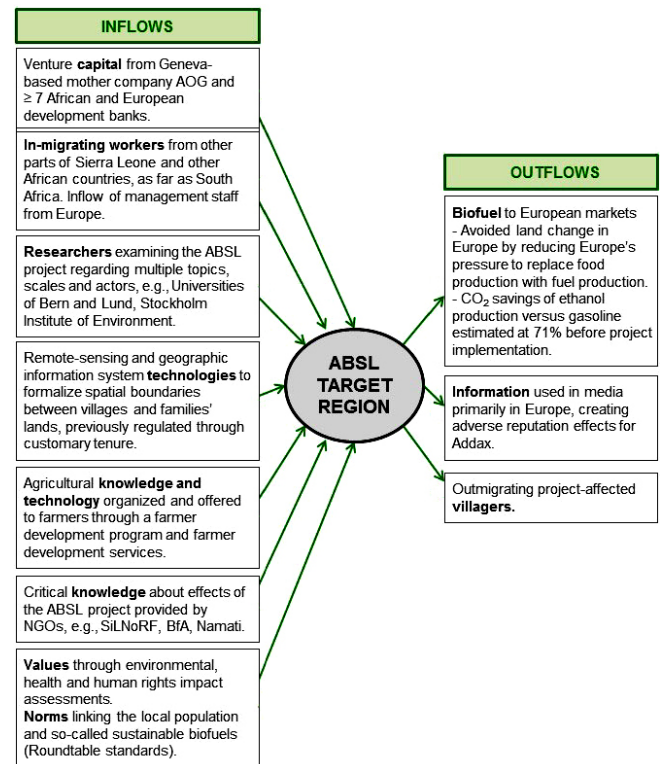 INFLOWS
Venture capital from Geneva-
based mother company AOG and
≥ 7 African and European
development banks.
In-migrating workers from other
parts of Sierra Leone and other
African countries, as far as South
Africa. Inflow of management staff
from Europe.
Researchers examining the ABSL
project regarding multiple topics,
scales and actors, e.g., Universities
of Bern and Lund, Stockholm
Institute of Environment.
Remote-sensing and geographic
information system technologies to
formalize spatial boundaries
between villages and families'
lands, previously regulated through
customary tenure.
Agricultural knowledge and
technology organized and offered
to farmers through a farmer
development program and farmer
development services.
Critical knowledge about effects of
the ABSL project provided by
NGOs, e.g., SiLNoRF, BfA, Namati.
Values through environmental,
health and human rights impact
assessments.
Norms linking the local population
and so-called sustainable biofuels
(Roundtable standards).
ABSL
TARGET
REGION
OUTFLOWS
Biofuel to European markets
- Avoided land change in
Europe by reducing Europe's
pressure to replace food
production with fuel production.
- CO₂ savings of ethanol
production versus gasoline
estimated at 71% before project
implementation.
Information used in media
primarily in Europe, creating
adverse reputation effects for
Addax.
Outmigrating project-affected
villagers.